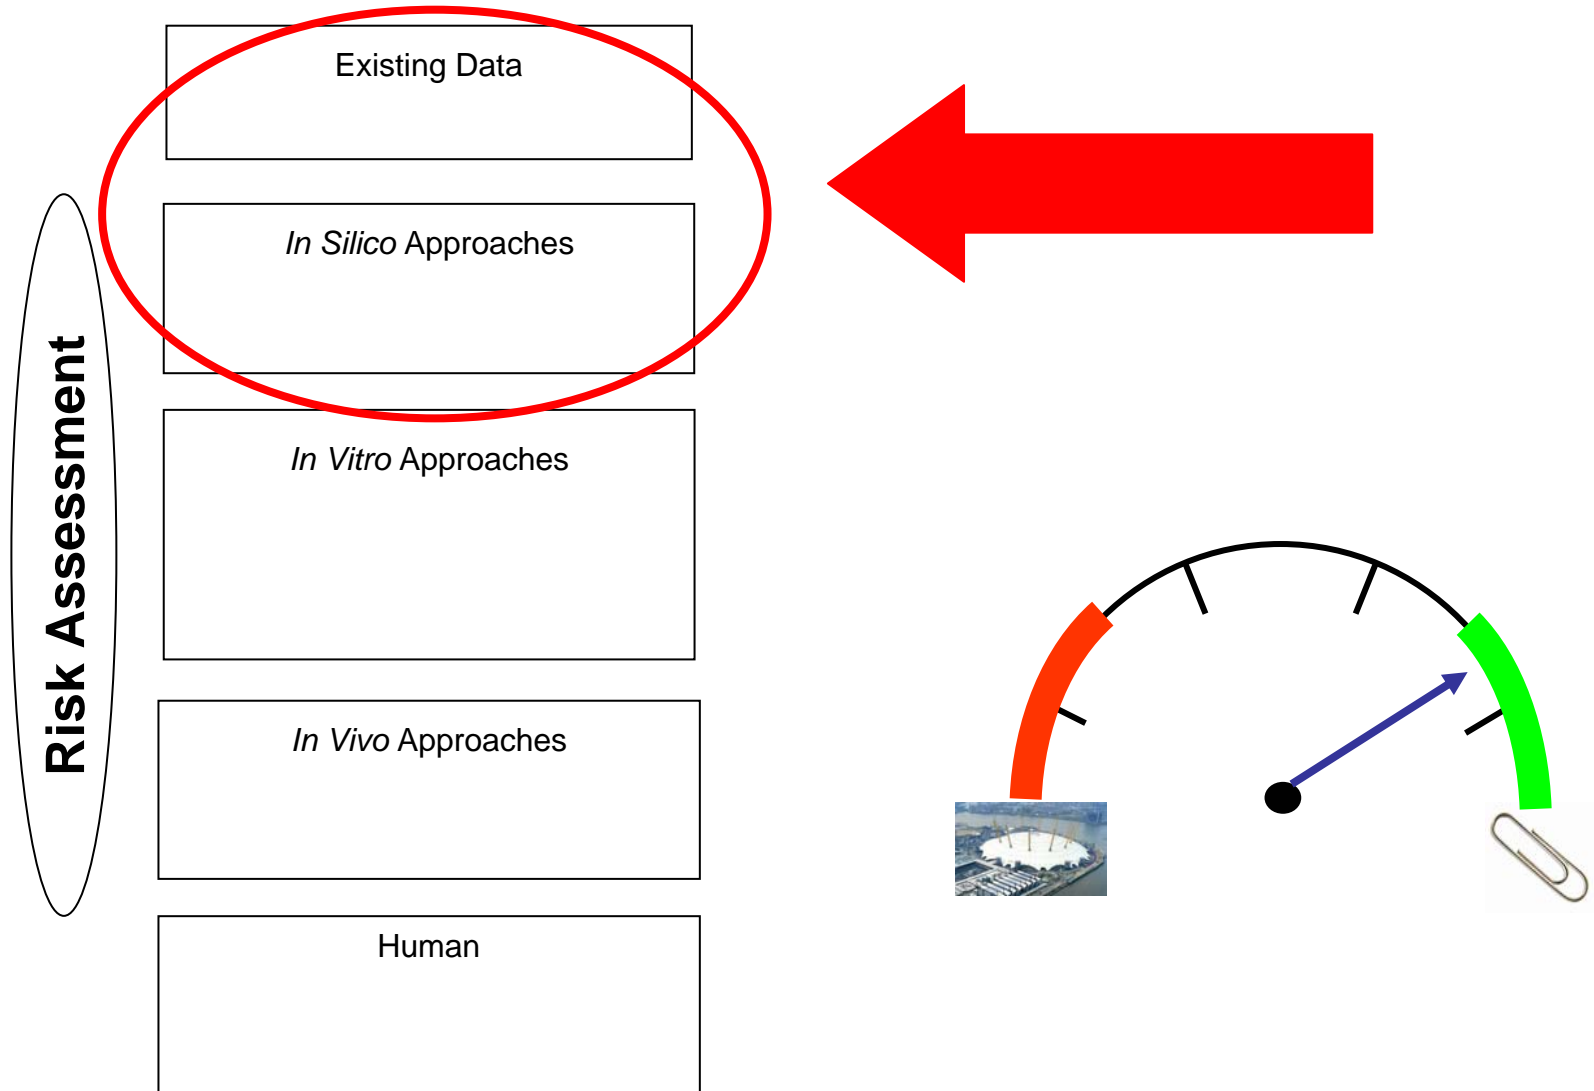 Existing Data
In Silico Approaches
Risk Assessment
In Vitro Approaches
In Vivo Approaches
Human